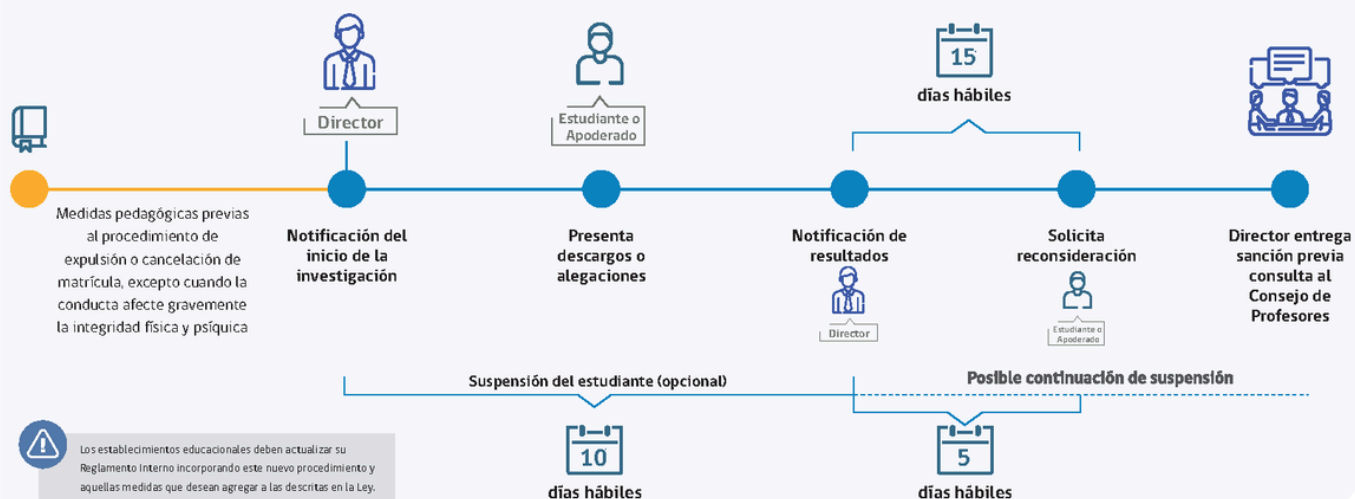 15
días hábiles
Director
Estudiante o
Apoderado
Medidas pedagógicas previas
al procedimiento de
expulsión o cancelación de
matrícula, excepto cuando la
conducta afecte gravemente
la integridad física y psíquica
Notificación del
inicio de la
investigación
Presenta
descargos o
alegaciones
Notificación de
resultados
Director
Solicita
reconsideración
Estudiante o
Apoderado
Director entrega
sanción previa
consulta al
Consejo de
Profesores
Suspensión del estudiante (opcional)
Posible continuación de suspensión
10
días hábiles
5
días hábiles
Los establecimientos educacionales deben actualizar su
Reglamento Interno incorporando este nuevo procedimiento y
aquellas medidas que desean agregar a las descritas en la Ley.